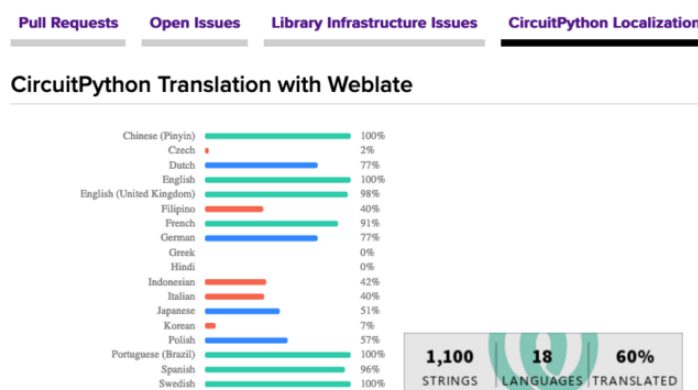 Pull Requests Open Issues Library Infrastructure Issues CircuitPython Localization
CircuitPython Translation with Weblate
Chinese (Pinyin) 100%
Czech 2%
Dutch 77%
English 100%
English (United Kingdom) 98%
Filipino 40%
French 91%
German 77%
Greek 0%
Hindi 0%
Indonesian 42%
Italian 40%
Japanese 51%
Korean 7%
Polish 57%
Portuguese (Brazil) 100%
Spanish 96%
Swedish 100%
1,100 18 60%
STRINGS LANGUAGES TRANSLATED